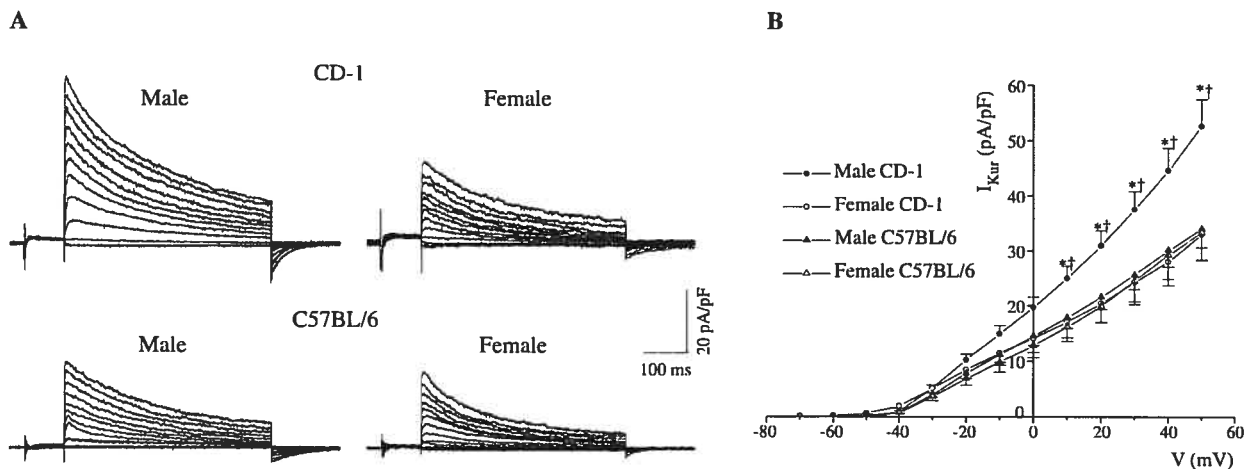 A
CD-1
Male
Female
C57BL/6
Male
Female
20 pA/pF
100 ms
B
I_Kur (pA/pF)
60
50
40
30
20
10
0
*†
*†
*†
*†
*†
Male CD-1
Female CD-1
Male C57BL/6
Female C57BL/6
-80 -60 -40 -20 0 20 40 60
V (mV)